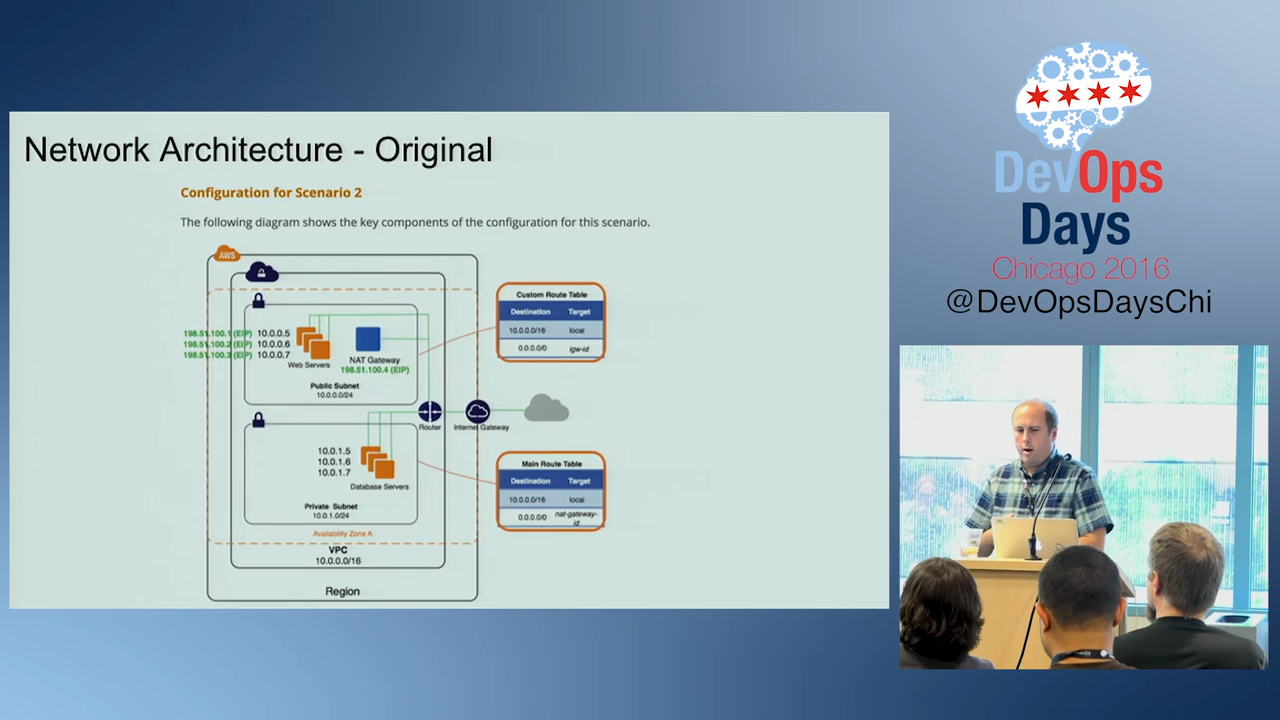 Network Architecture - Original
Configuration for Scenario 2
The following diagram shows the key components of the configuration for this scenario.
AWS
198.51.100.1 (EIP) 10.0.0.5
198.51.100.2 (EIP) 10.0.0.6
198.51.100.3 (EIP) 10.0.0.7
Web Servers
NAT Gateway
198.51.100.4 (EIP)
Public Subnet
10.0.0.0/24
Custom Route Table
Destination Target
10.0.0.0/16 local
0.0.0.0/0 igw-id
Router
Internet Gateway
10.0.1.5
10.0.1.6
10.0.1.7
Database Servers
Private Subnet
10.0.1.0/24
Main Route Table
Destination Target
10.0.0.0/16 local
0.0.0.0/0 nat-gateway-
id
Availability Zone A
VPC
10.0.0.0/16
Region
DevOps
Days
Chicago 2016
@DevOpsDaysChi